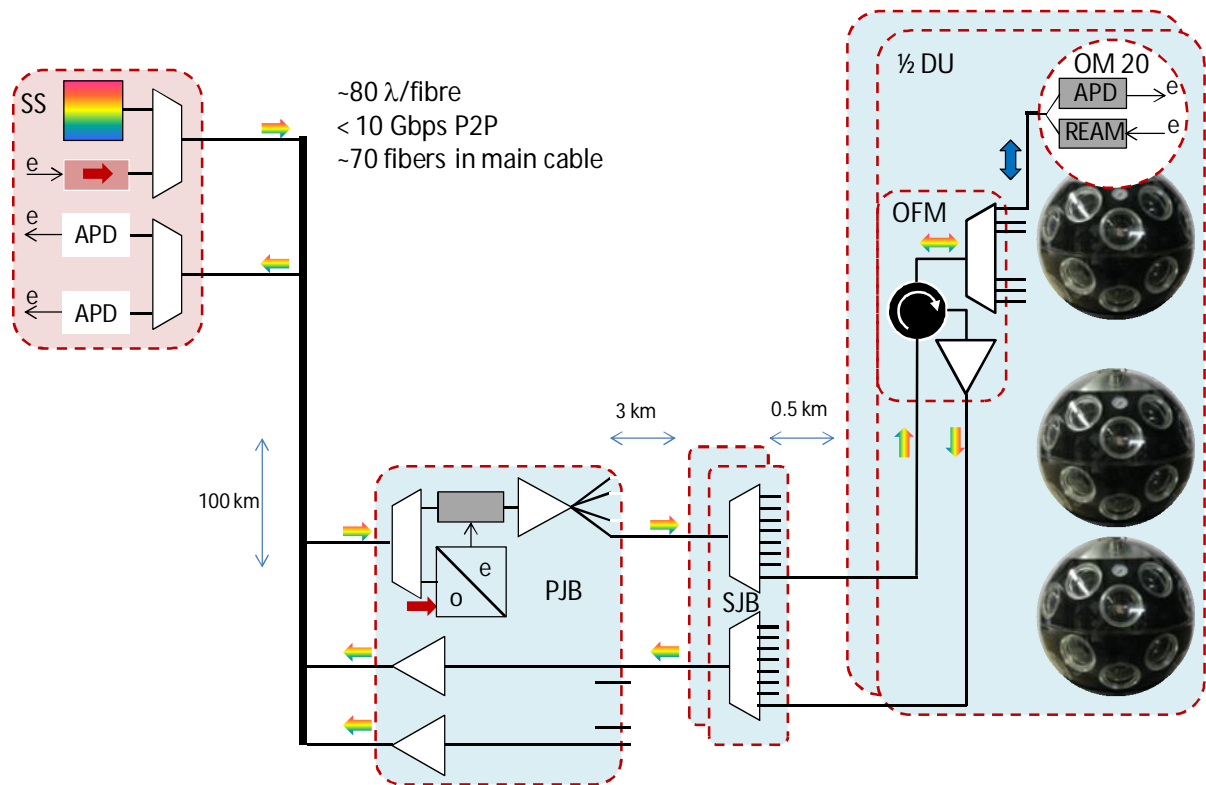 SS
e
e
APD
e
APD
~80 λ/fibre
< 10 Gbps P2P
~70 fibers in main cable
½ DU
OM 20
APD
e
REAM
e
OFM
3 km
0.5 km
100 km
e
o
PJB
SJB